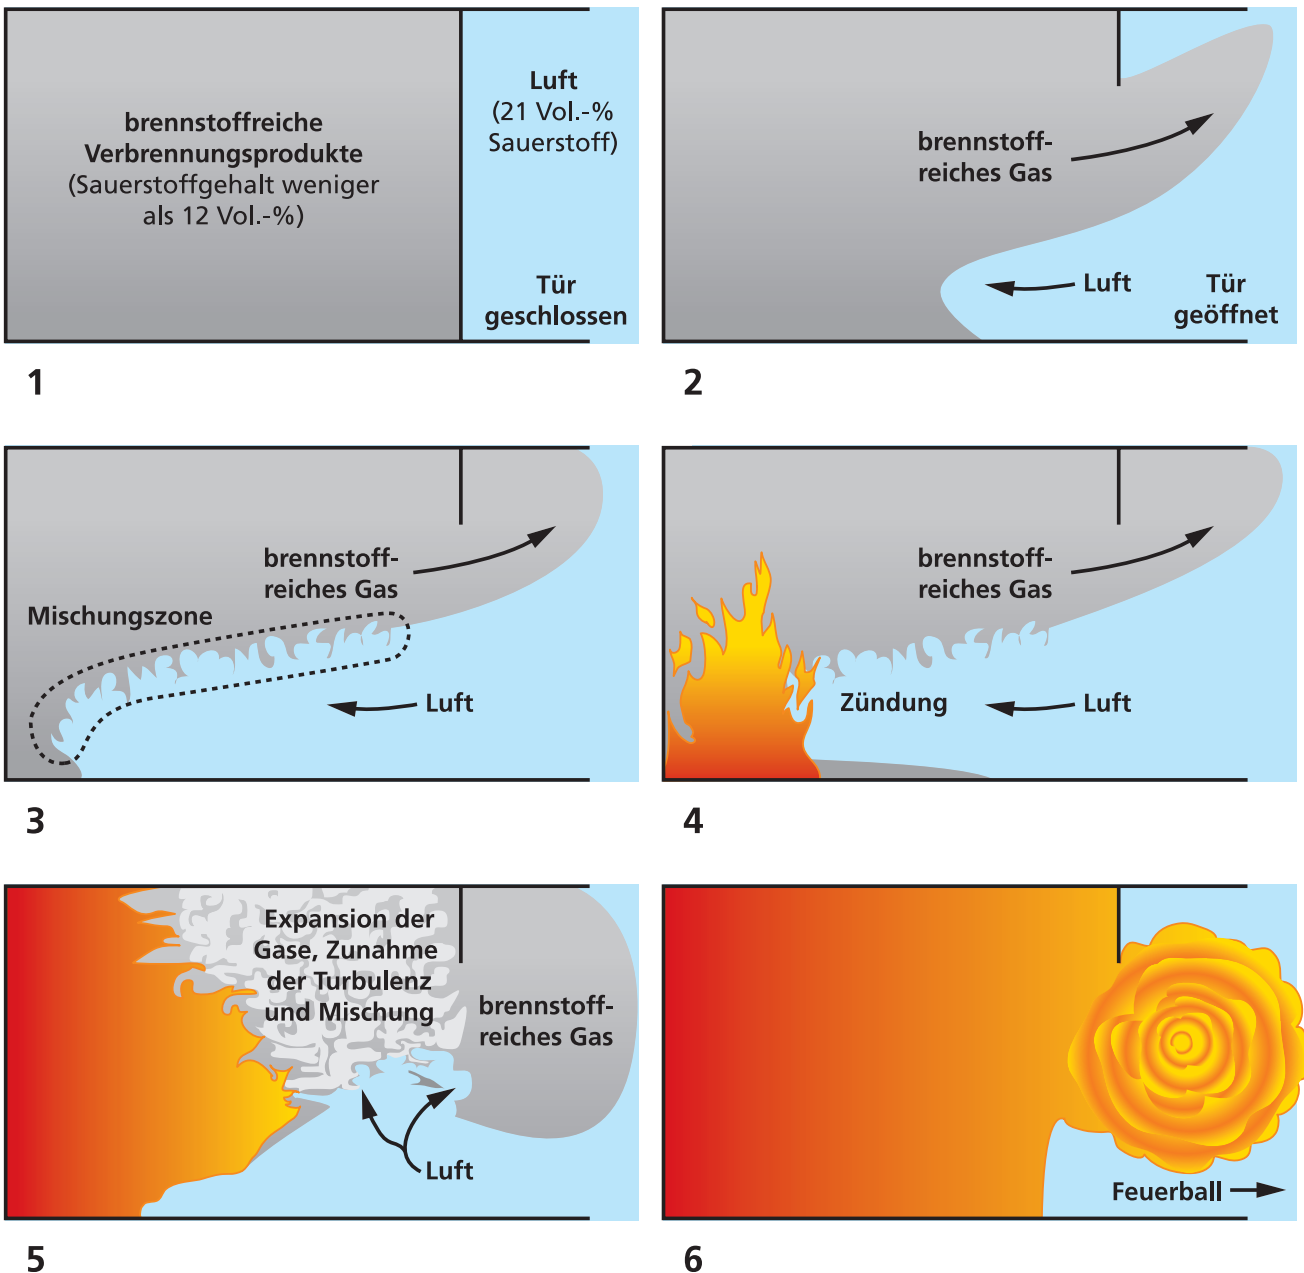 brennstoffreiche
Verbrennungsprodukte
(Sauerstoffgehalt weniger
als 12 Vol.-%)
Luft
(21 Vol.-%
Sauerstoff)
Tür
geschlossen
1
brennstoff-
reiches Gas
Luft
Tür
geöffnet
2
brennstoff-
reiches Gas
Mischungszone
Luft
3
brennstoff-
reiches Gas
Zündung
Luft
4
Expansion der
Gase, Zunahme
der Turbulenz
und Mischung
brennstoff-
reiches Gas
Luft
5
Feuerball
6